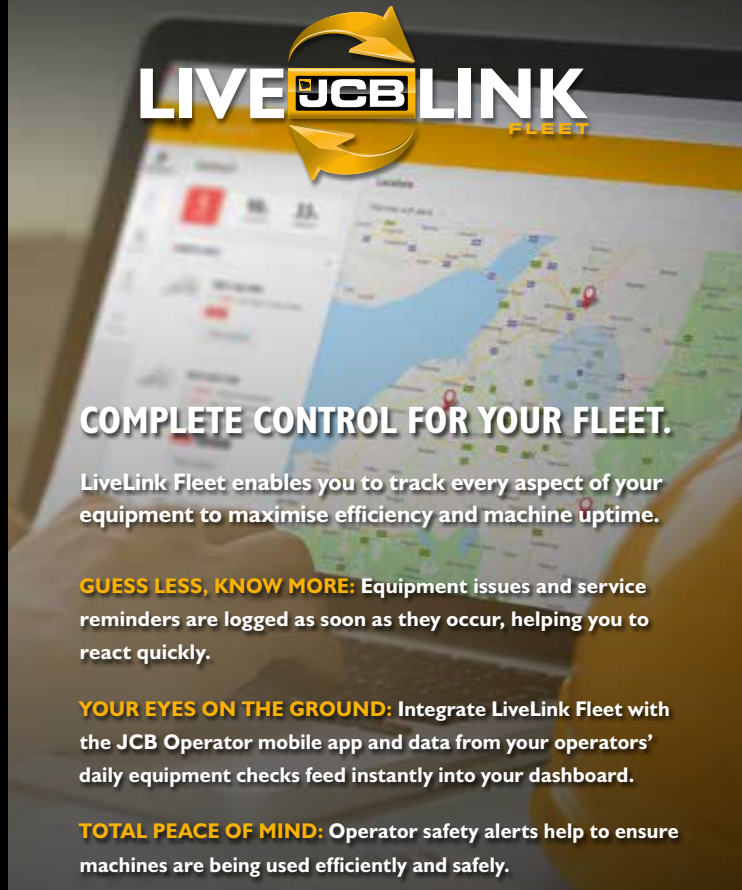 LIVE JCB LINK
FLEET
COMPLETE CONTROL FOR YOUR FLEET.
LiveLink Fleet enables you to track every aspect of your
equipment to maximise efficiency and machine uptime.
GUESS LESS, KNOW MORE: Equipment issues and service
reminders are logged as soon as they occur, helping you to
react quickly.
YOUR EYES ON THE GROUND: Integrate LiveLink Fleet with
the JCB Operator mobile app and data from your operators’
daily equipment checks feed instantly into your dashboard.
TOTAL PEACE OF MIND: Operator safety alerts help to ensure
machines are being used efficiently and safely.